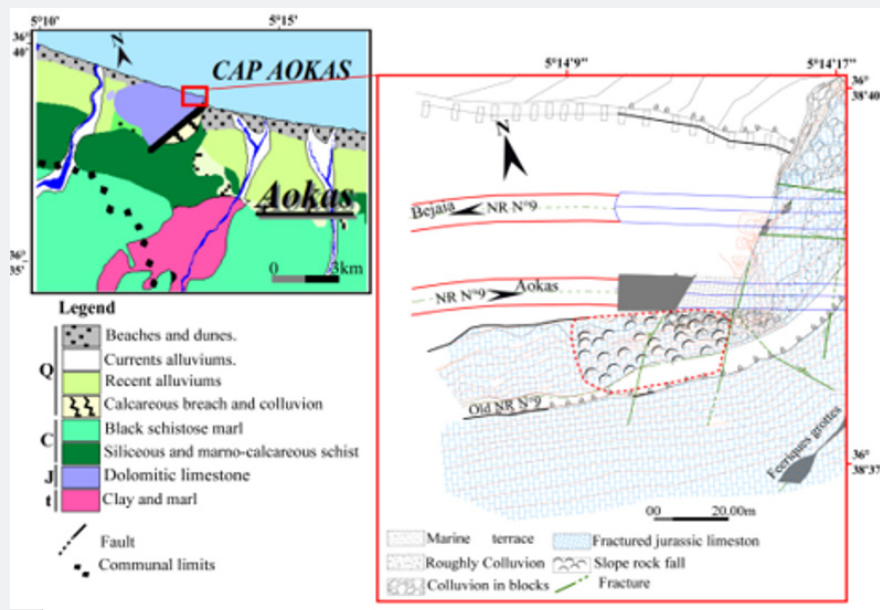 5°10'
5°15'
36°
40'
N
CAP AOKAS
Aokas
36°
35'
0 3km
Legend
Q
Beaches and dunes.
Currents alluviums.
Recent alluviums
Calcareous breach and colluvion
C
Black schistose marl
Siliceous and marno-calcareous schist
J
Dolomitic limestone
t
Clay and marl
Fault
Communal limits
5°14'9"
5°14'17"
36°
38'40
N
Bejaia NR N°9
NR N°9 Aokas
Old NR N°9
Feeriques grottes
36°
38'37
00 20,00m
Marine terrace
Fractured jurassic limeston
Roughly Colluvion
Slope rock fall
Colluvion in blocks
Fracture